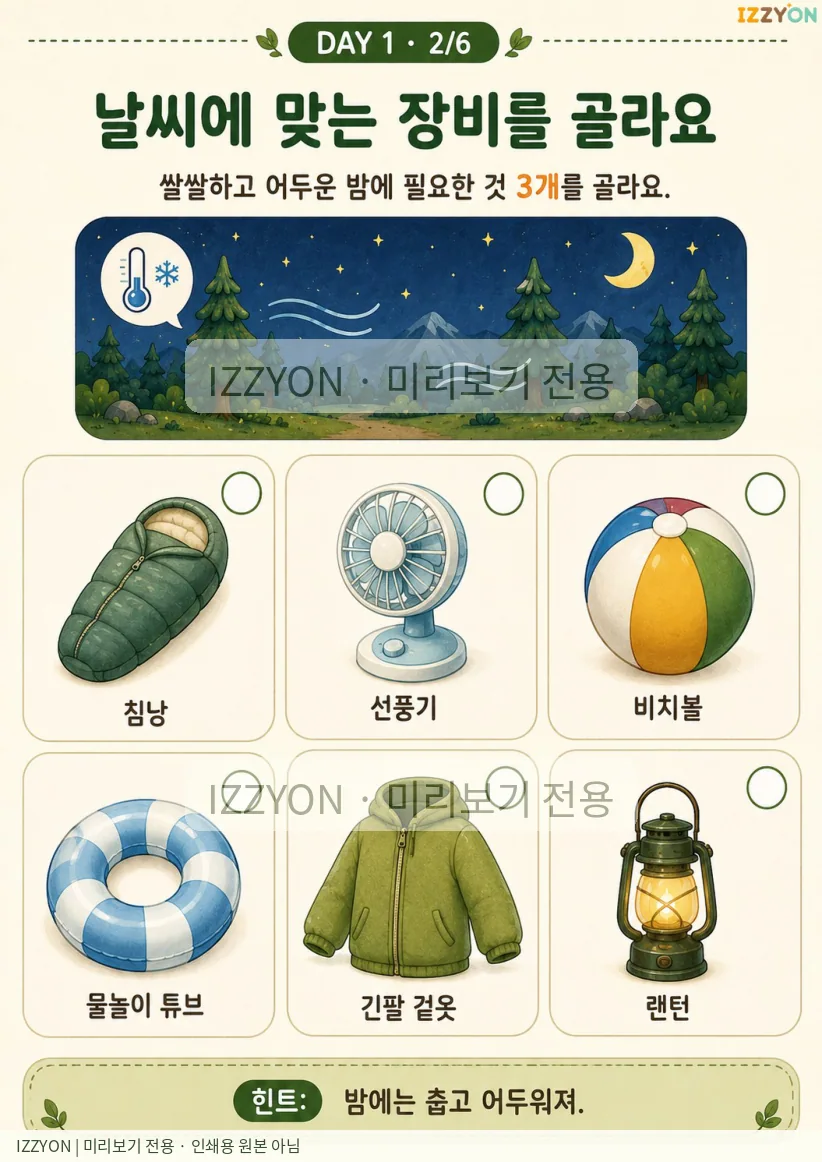 IZZYON
DAY 1 · 2/6
날씨에 맞는 장비를 골라요
쌀쌀하고 어두운 밤에 필요한 것 3개를 골라요.
IZZYON · 미리보기 전용
침낭
선풍기
비치볼
IZZYON · 미리보기 전용
물놀이 튜브
긴팔 겉옷
랜턴
힌트: 밤에는 춥고 어두워져.
IZZYON | 미리보기 전용 · 인쇄용 원본 아님